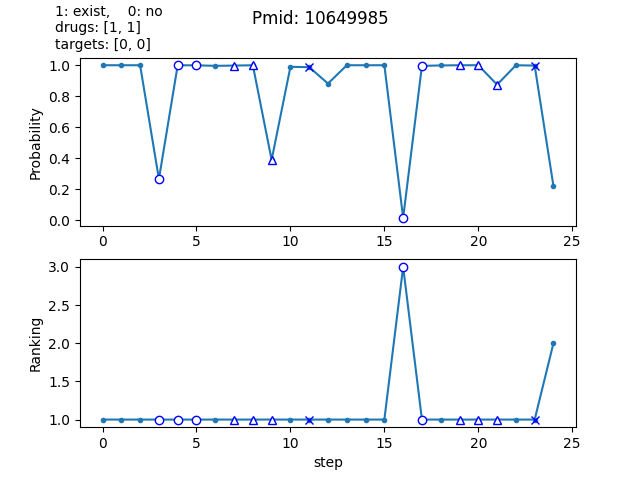 1: exist,    0: no
drugs: [1, 1]
targets: [0, 0]
Pmid: 10649985
1.0
0.8
0.6
0.4
0.2
0.0
Probability
0 5 10 15 20 25
3.0
2.5
2.0
1.5
1.0
Ranking
0 5 10 15 20 25
step